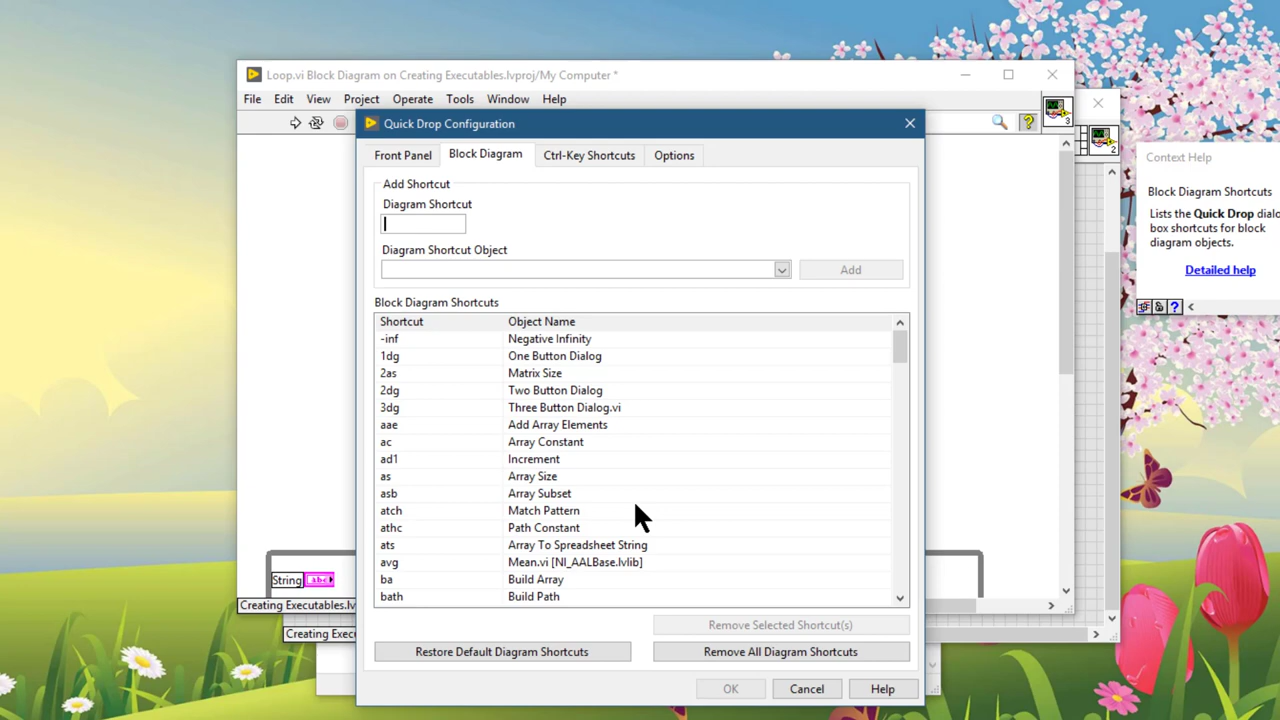 Loop.vi Block Diagram on Creating Executables.lvproj/My Computer *
File Edit View Project Operate Tools Window Help
3
2
Quick Drop Configuration
Front Panel Block Diagram Ctrl-Key Shortcuts Options
Add Shortcut
Diagram Shortcut
Diagram Shortcut Object
Add
Block Diagram Shortcuts
Shortcut Object Name
-inf Negative Infinity
1dg One Button Dialog
2as Matrix Size
2dg Two Button Dialog
3dg Three Button Dialog.vi
aae Add Array Elements
ac Array Constant
ad1 Increment
as Array Size
asb Array Subset
atch Match Pattern
athc Path Constant
ats Array To Spreadsheet String
avg Mean.vi [NI_AALBase.lvlib]
ba Build Array
bath Build Path
Remove Selected Shortcut(s)
Restore Default Diagram Shortcuts Remove All Diagram Shortcuts
OK Cancel Help
Context Help
Block Diagram Shortcuts
Lists the Quick Drop dialo
box shortcuts for block
diagram objects.
Detailed help
String Abc
Creating Executables.lv
Creating Exec